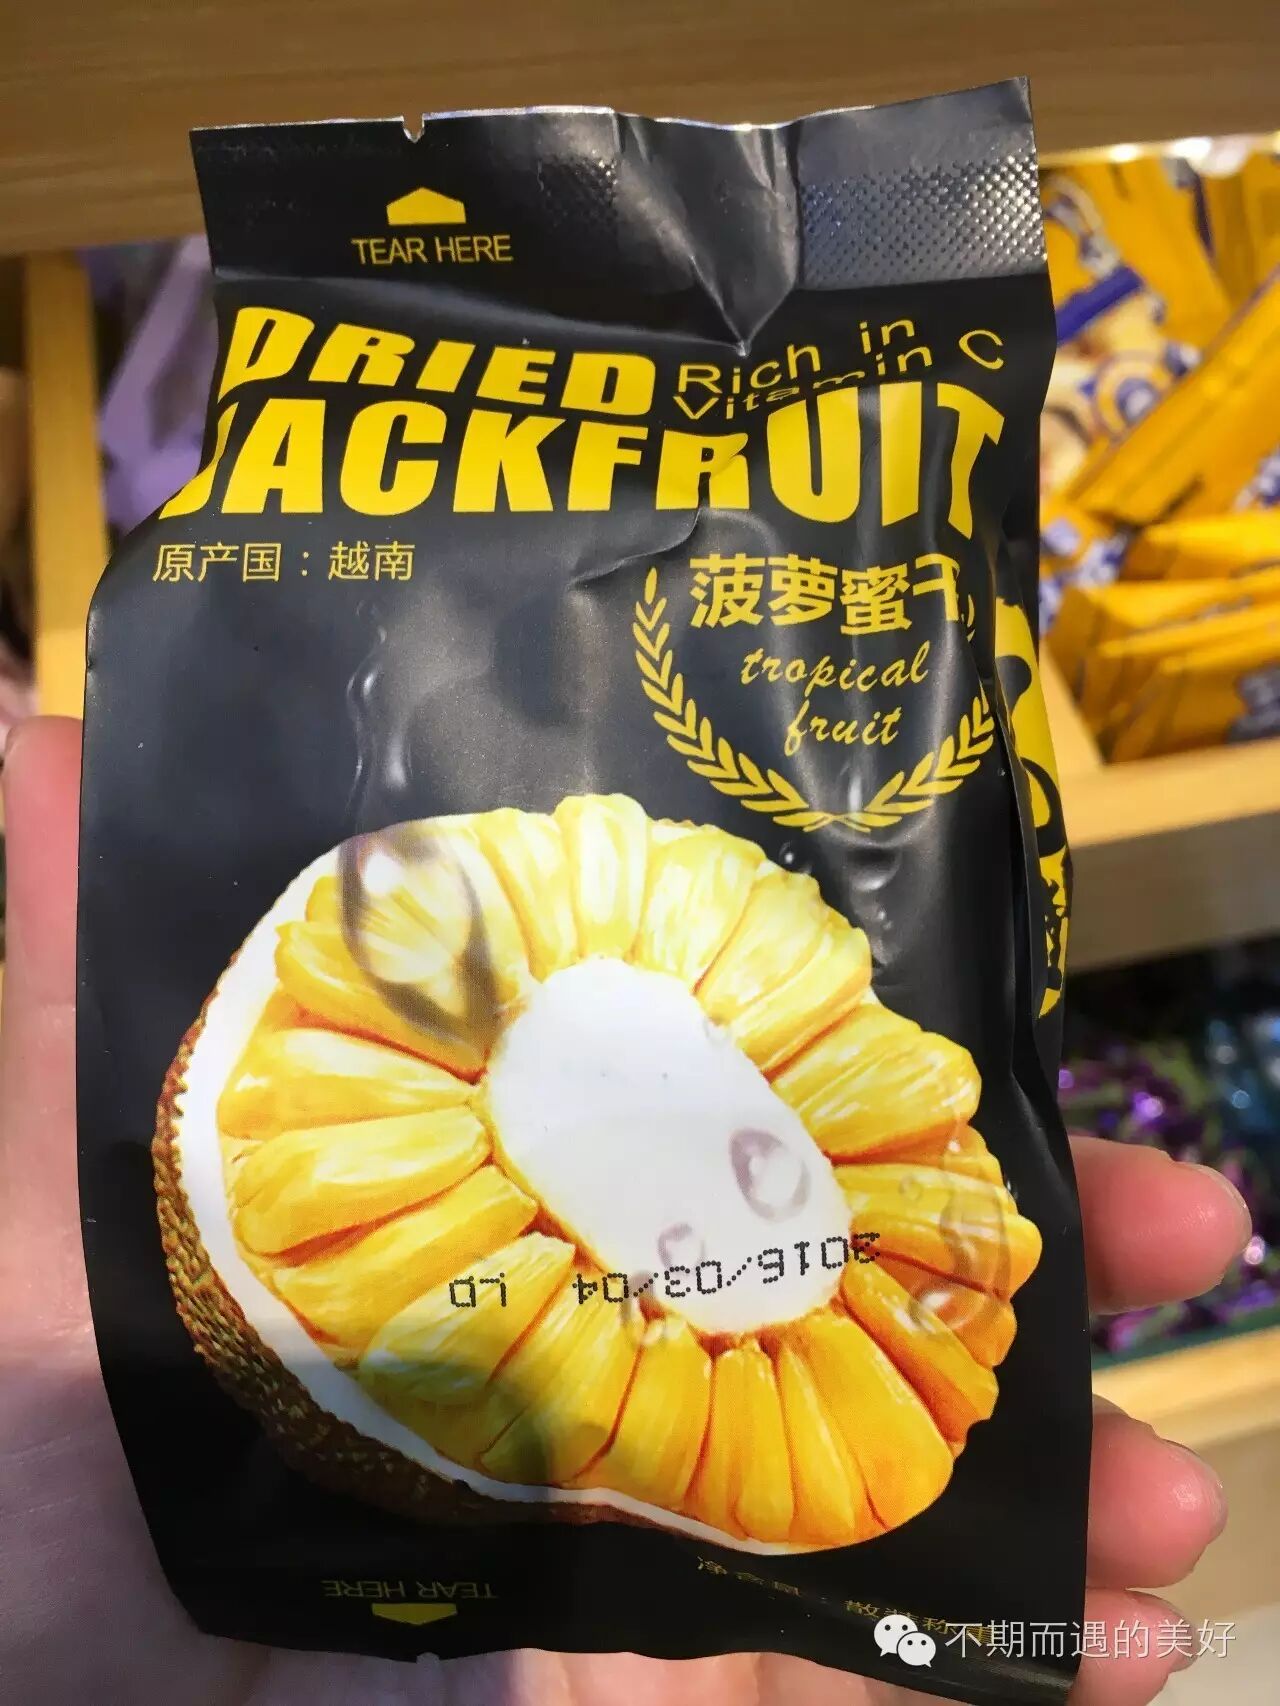 TEAR HERE
DRIED
Rich in
Vitamin C
JACKFRUIT
原产国：越南
菠萝蜜干
tropical
fruit
2016/03/04 LD
TEAR HERE
净含量：散装称重
不期而遇的美好